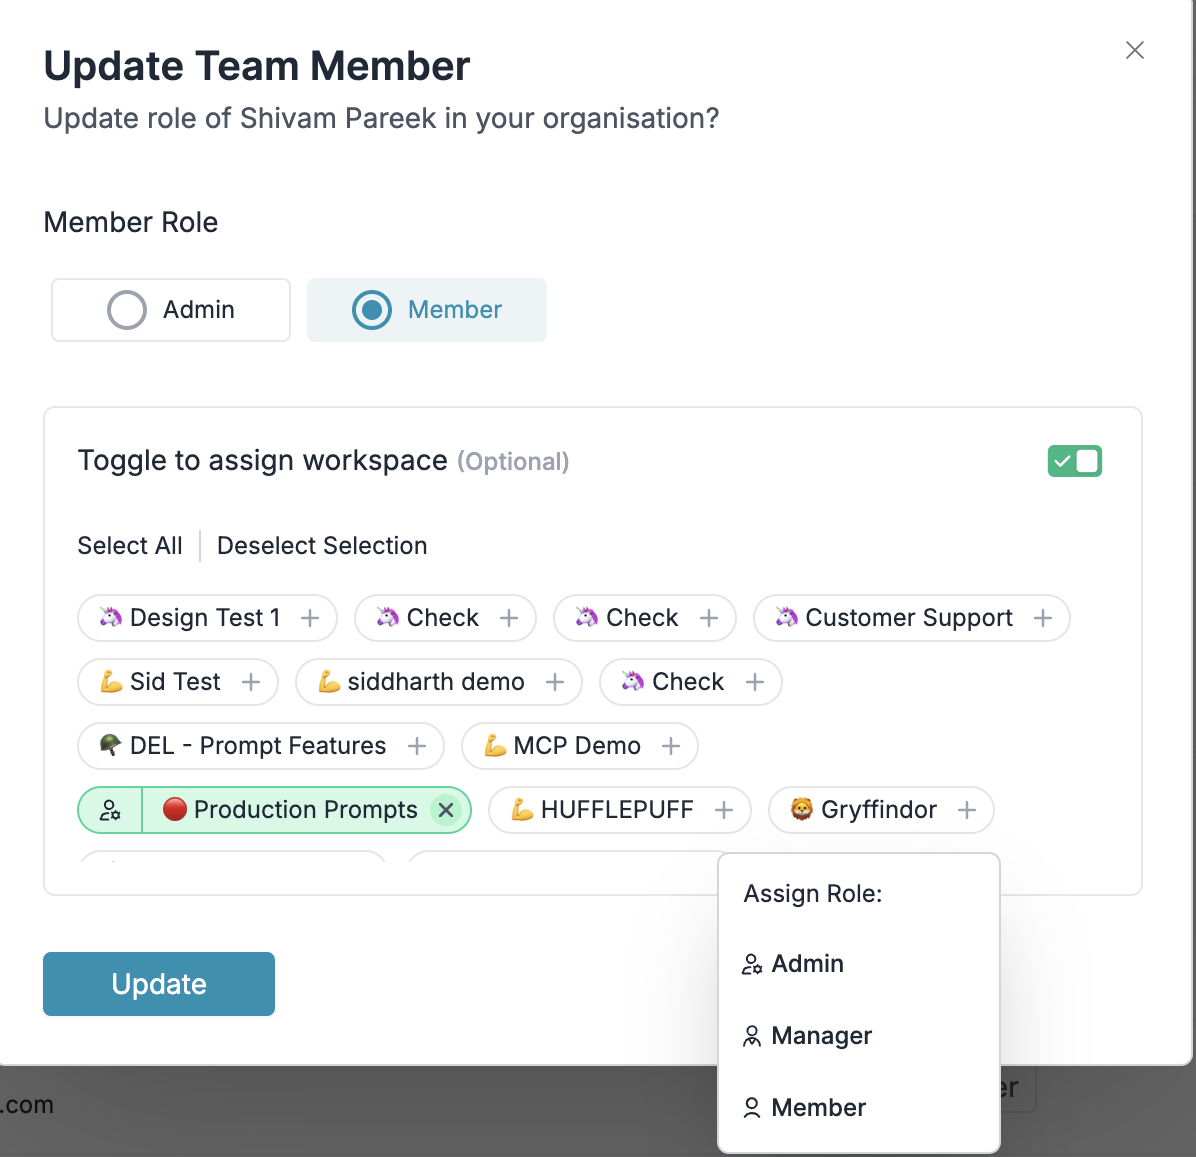 Update Team Member
Update role of Shivam Pareek in your organisation?
Member Role
Admin
Member
Toggle to assign workspace (Optional)
Select All
Deselect Selection
Design Test 1
Check
Check
Customer Support
Sid Test
siddharth demo
Check
DEL - Prompt Features
MCP Demo
Production Prompts
HUFFLEPUFF
Gryffindor
Assign Role:
Admin
Manager
Member
Update
.com